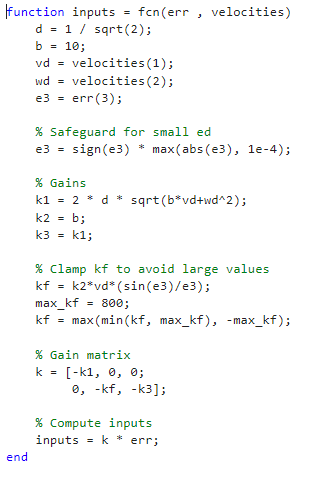 function inputs = fcn(err , velocities)
d = 1 / sqrt(2);
b = 10;
vd = velocities(1);
wd = velocities(2);
e3 = err(3);
% Safeguard for small ed
e3 = sign(e3) * max(abs(e3), 1e-4);
% Gains
k1 = 2 * d * sqrt(b*vd+wd^2);
k2 = b;
k3 = k1;
% Clamp kf to avoid large values
kf = k2*vd*(sin(e3)/e3);
max_kf = 800;
kf = max(min(kf, max_kf), -max_kf);
% Gain matrix
k = [-k1, 0, 0;
0, -kf, -k3];
% Compute inputs
inputs = k * err;
end